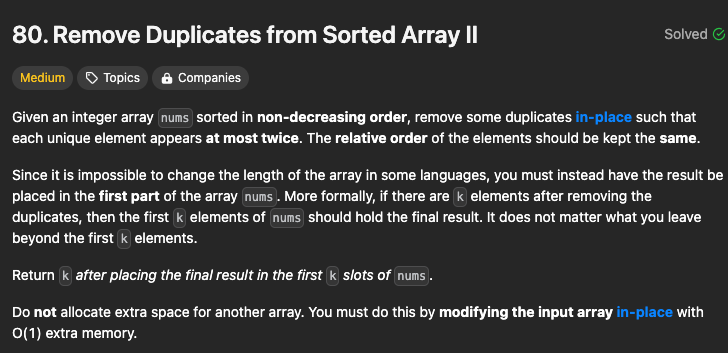 80. Remove Duplicates from Sorted Array II
Solved
Medium Topics Companies
Given an integer array nums sorted in non-decreasing order, remove some duplicates in-place such that
each unique element appears at most twice. The relative order of the elements should be kept the same.
Since it is impossible to change the length of the array in some languages, you must instead have the result be
placed in the first part of the array nums. More formally, if there are k elements after removing the
duplicates, then the first k elements of nums should hold the final result. It does not matter what you leave
beyond the first k elements.
Return k after placing the final result in the first k slots of nums.
Do not allocate extra space for another array. You must do this by modifying the input array in-place with
O(1) extra memory.